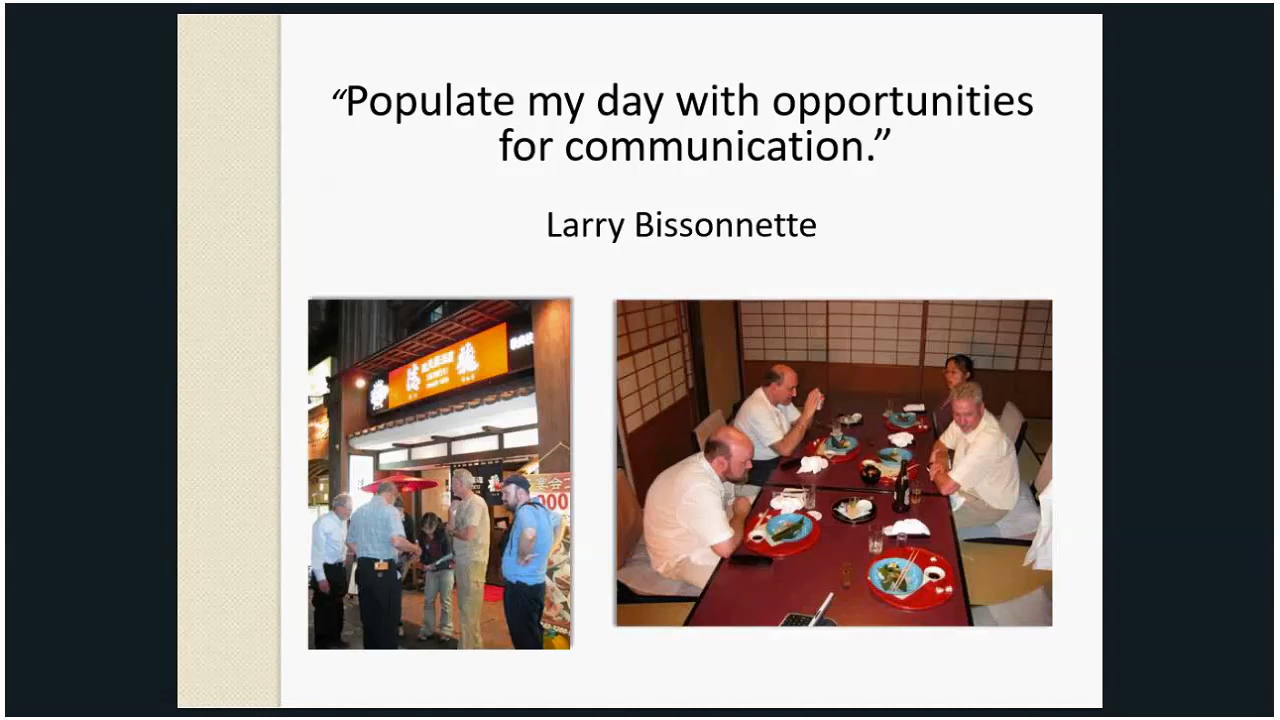 “Populate my day with opportunities
for communication.”
Larry Bissonnette